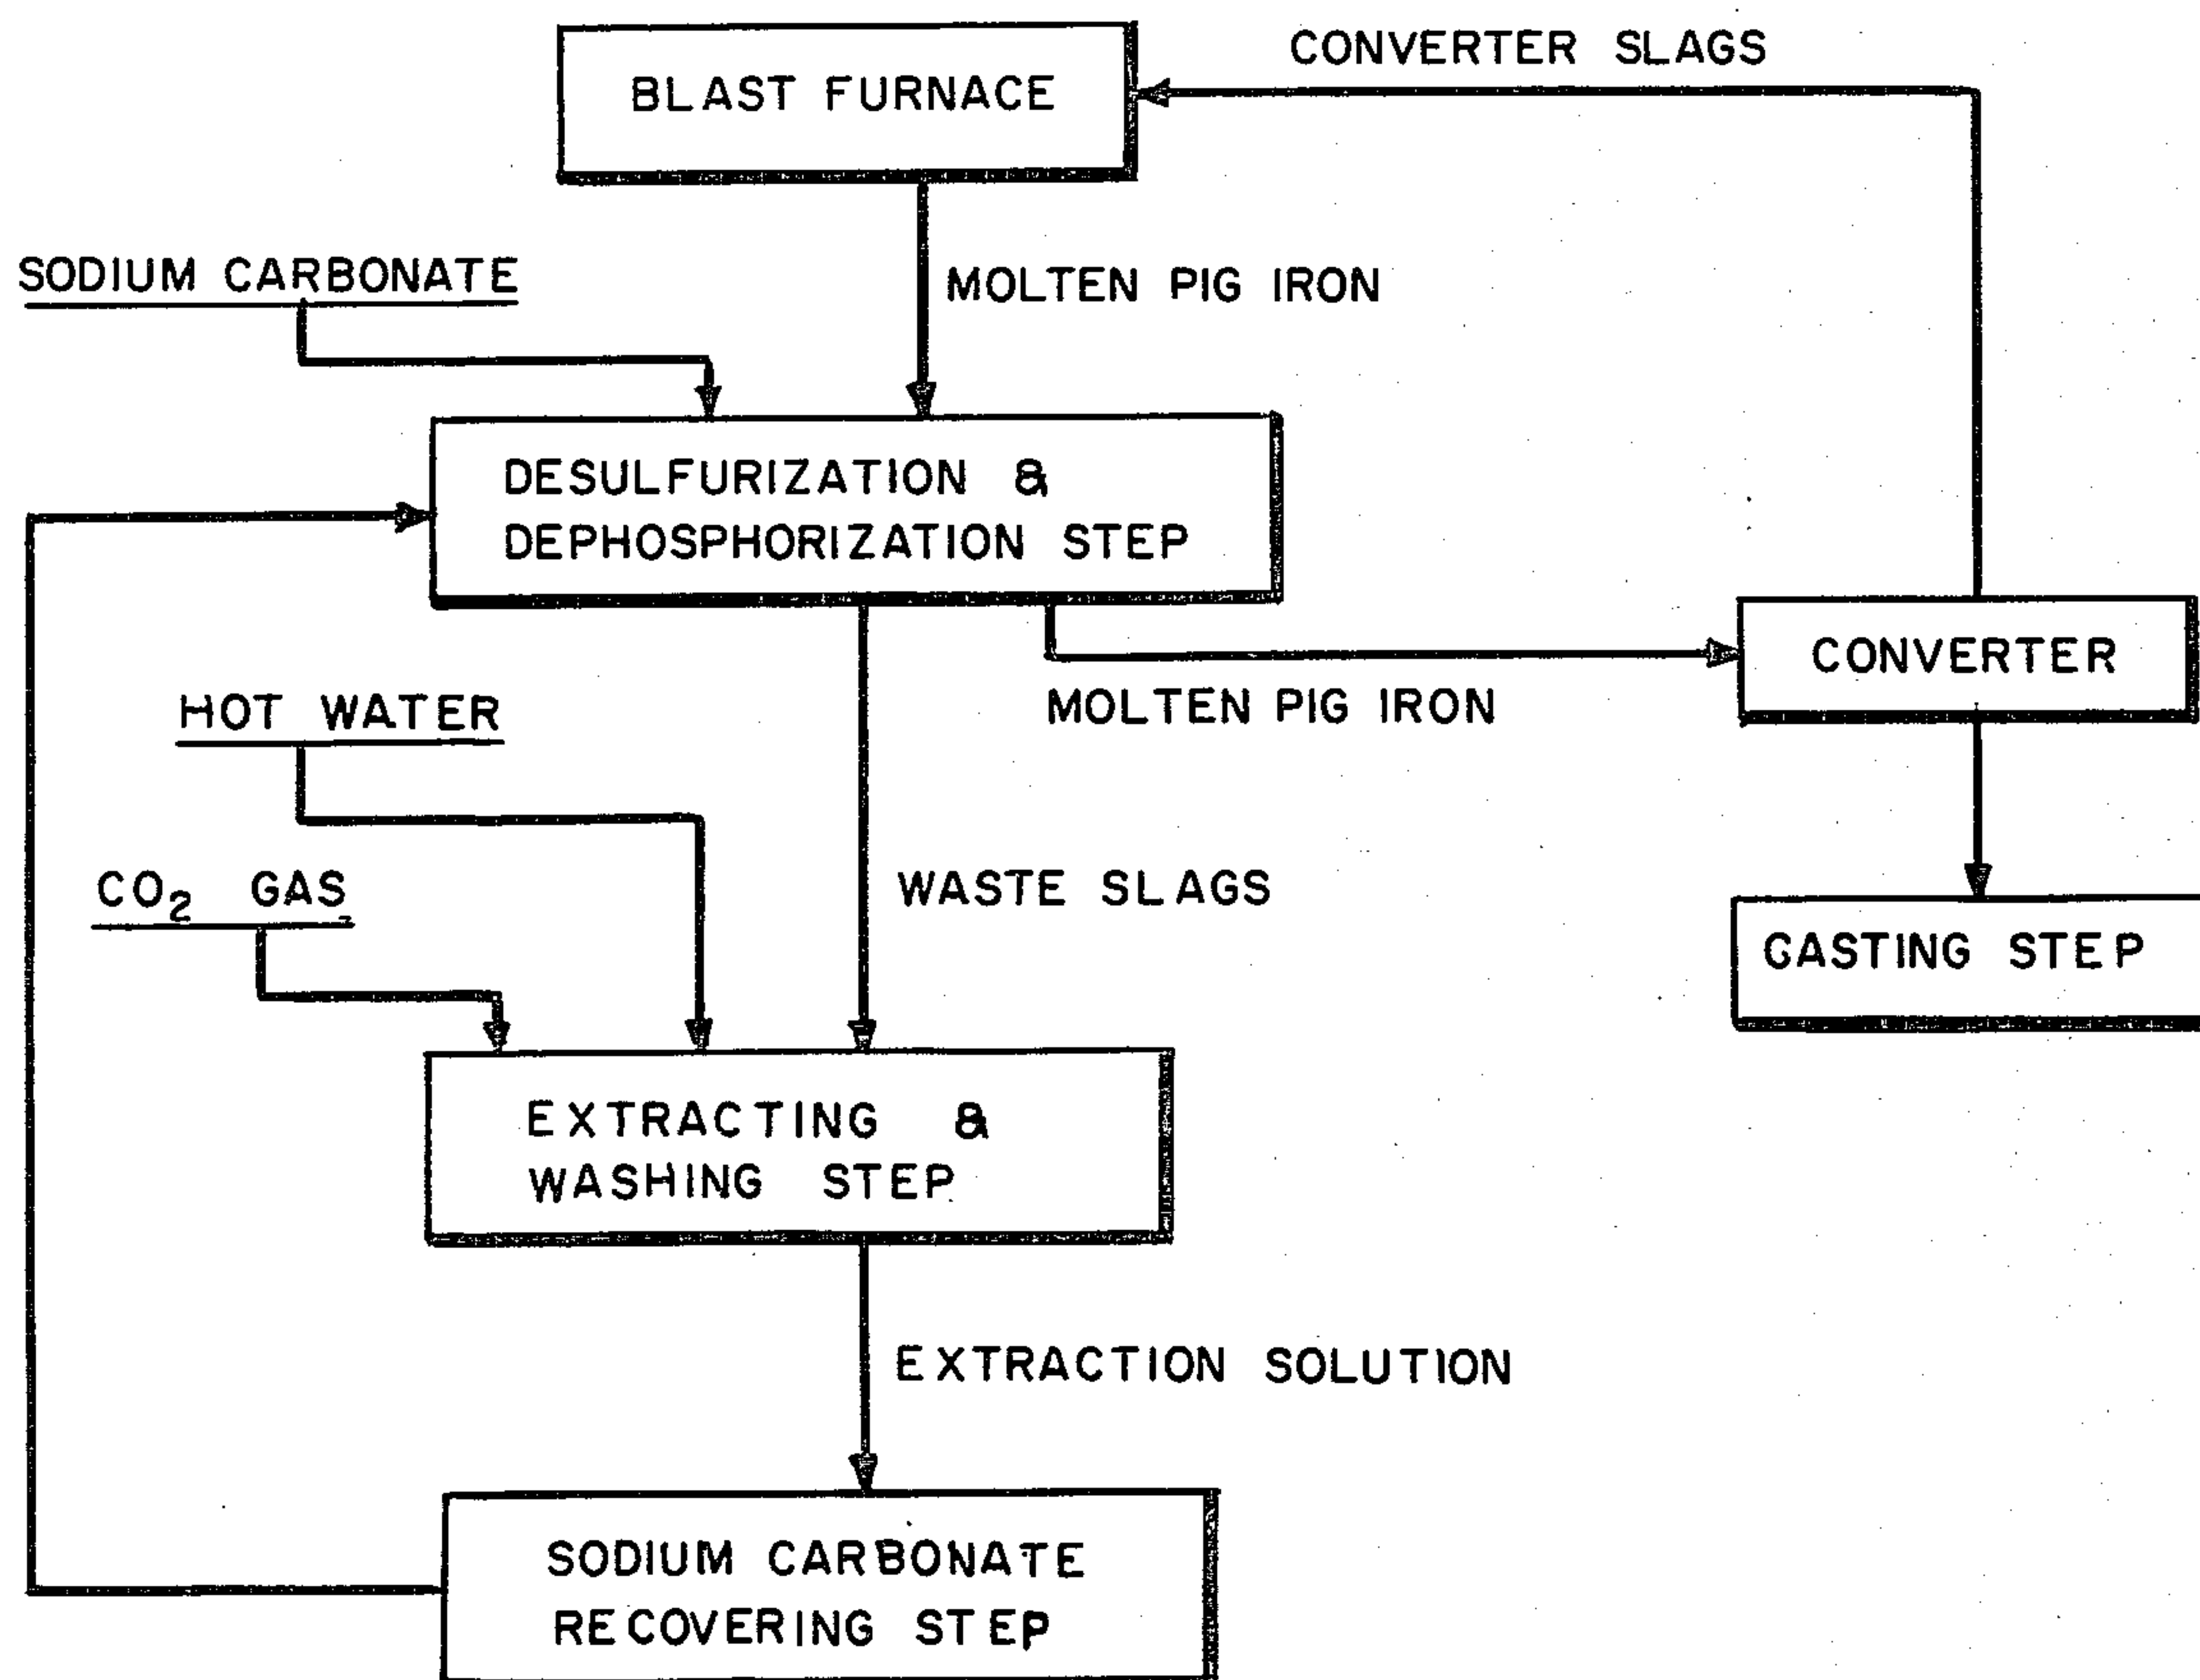 CONVERTER SLAGS
BLAST FURNACE
SODIUM CARBONATE
MOLTEN PIG IRON
DESULFURIZATION &
DEPHOSPHORIZATION STEP
CONVERTER
HOT WATER
MOLTEN PIG IRON
CO₂ GAS
WASTE SLAGS
CASTING STEP
EXTRACTING &
WASHING STEP
EXTRACTION SOLUTION
SODIUM CARBONATE
RECOVERING STEP